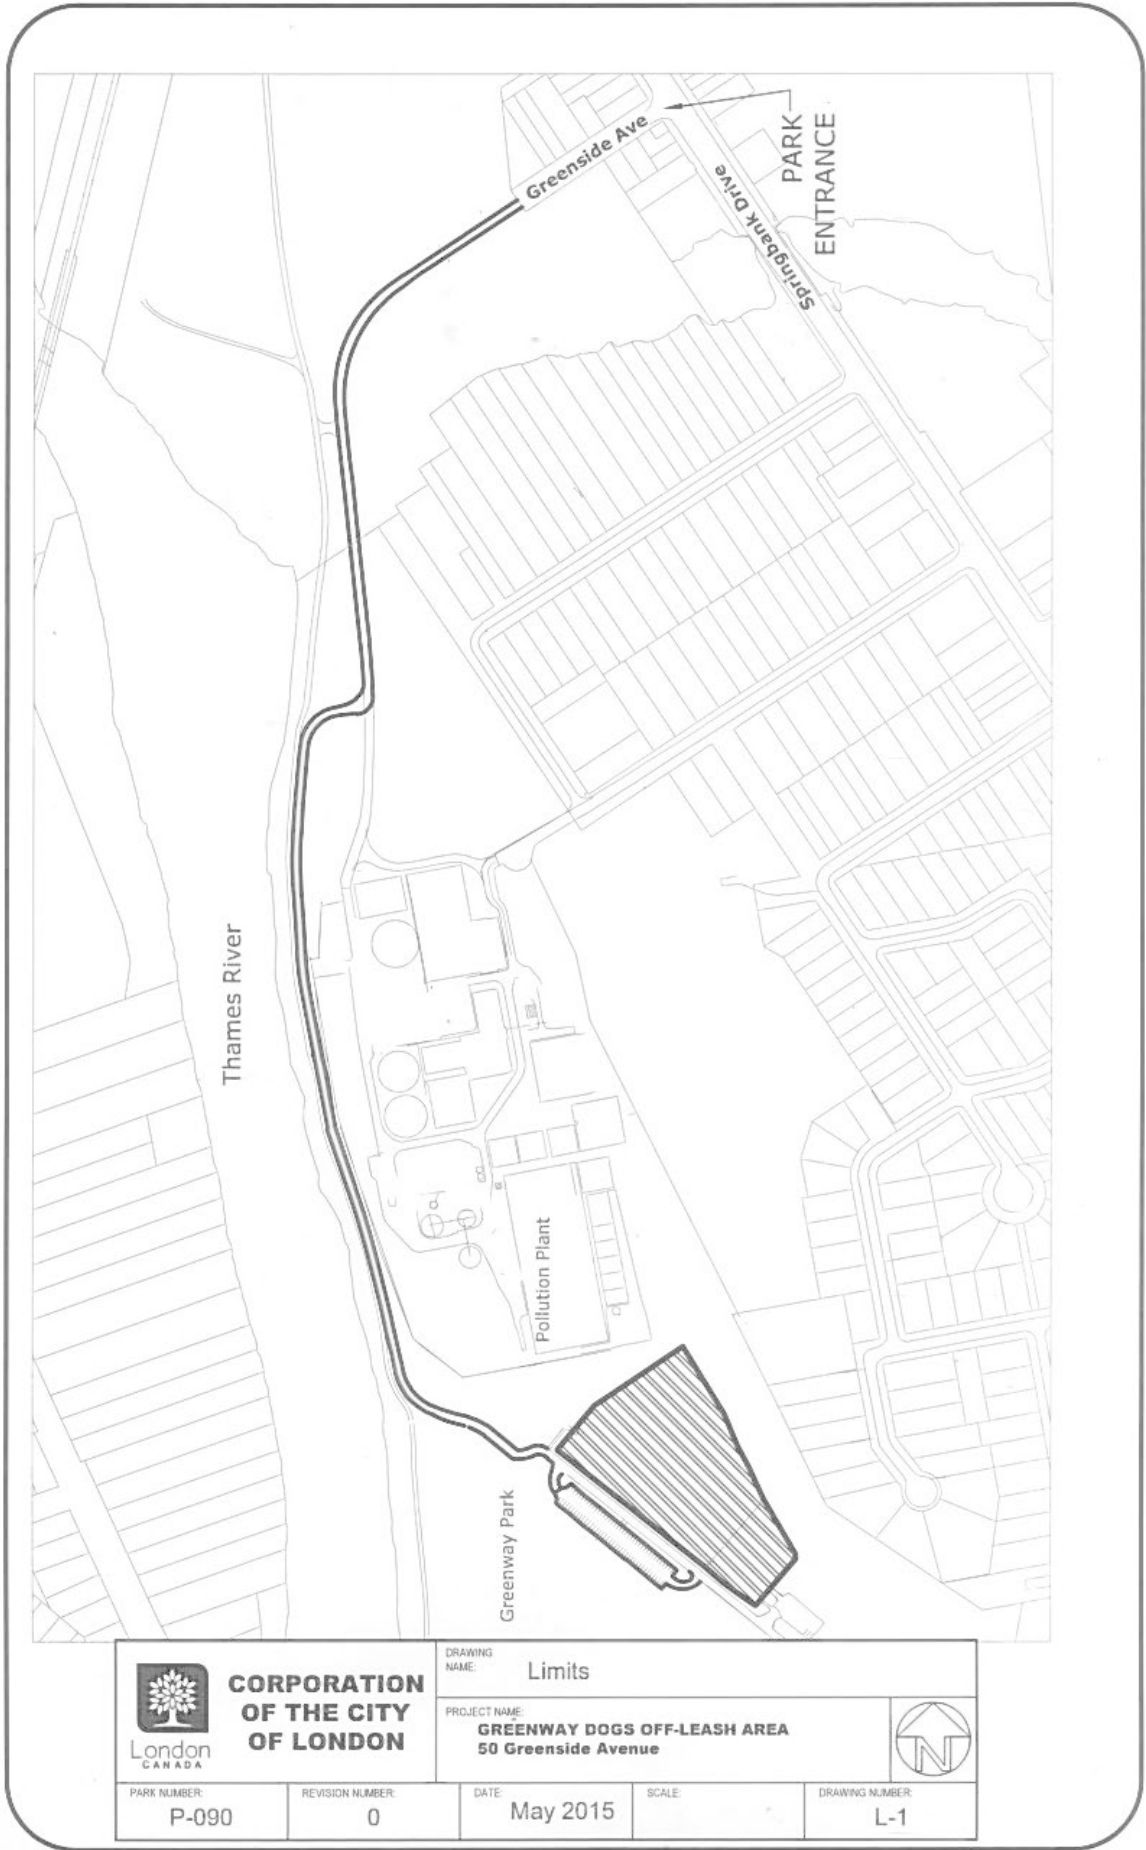 Greenside Ave
PARK
ENTRANCE
Springbank Drive
Thames River
Pollution Plant
Greenway Park
London
CANADA
CORPORATION
OF THE CITY
OF LONDON
DRAWING
NAME:
Limits
PROJECT NAME:
GREENWAY DOGS OFF-LEASH AREA
50 Greenside Avenue
N
PARK NUMBER:
P-090
REVISION NUMBER:
0
DATE:
May 2015
SCALE:
DRAWING NUMBER:
L-1